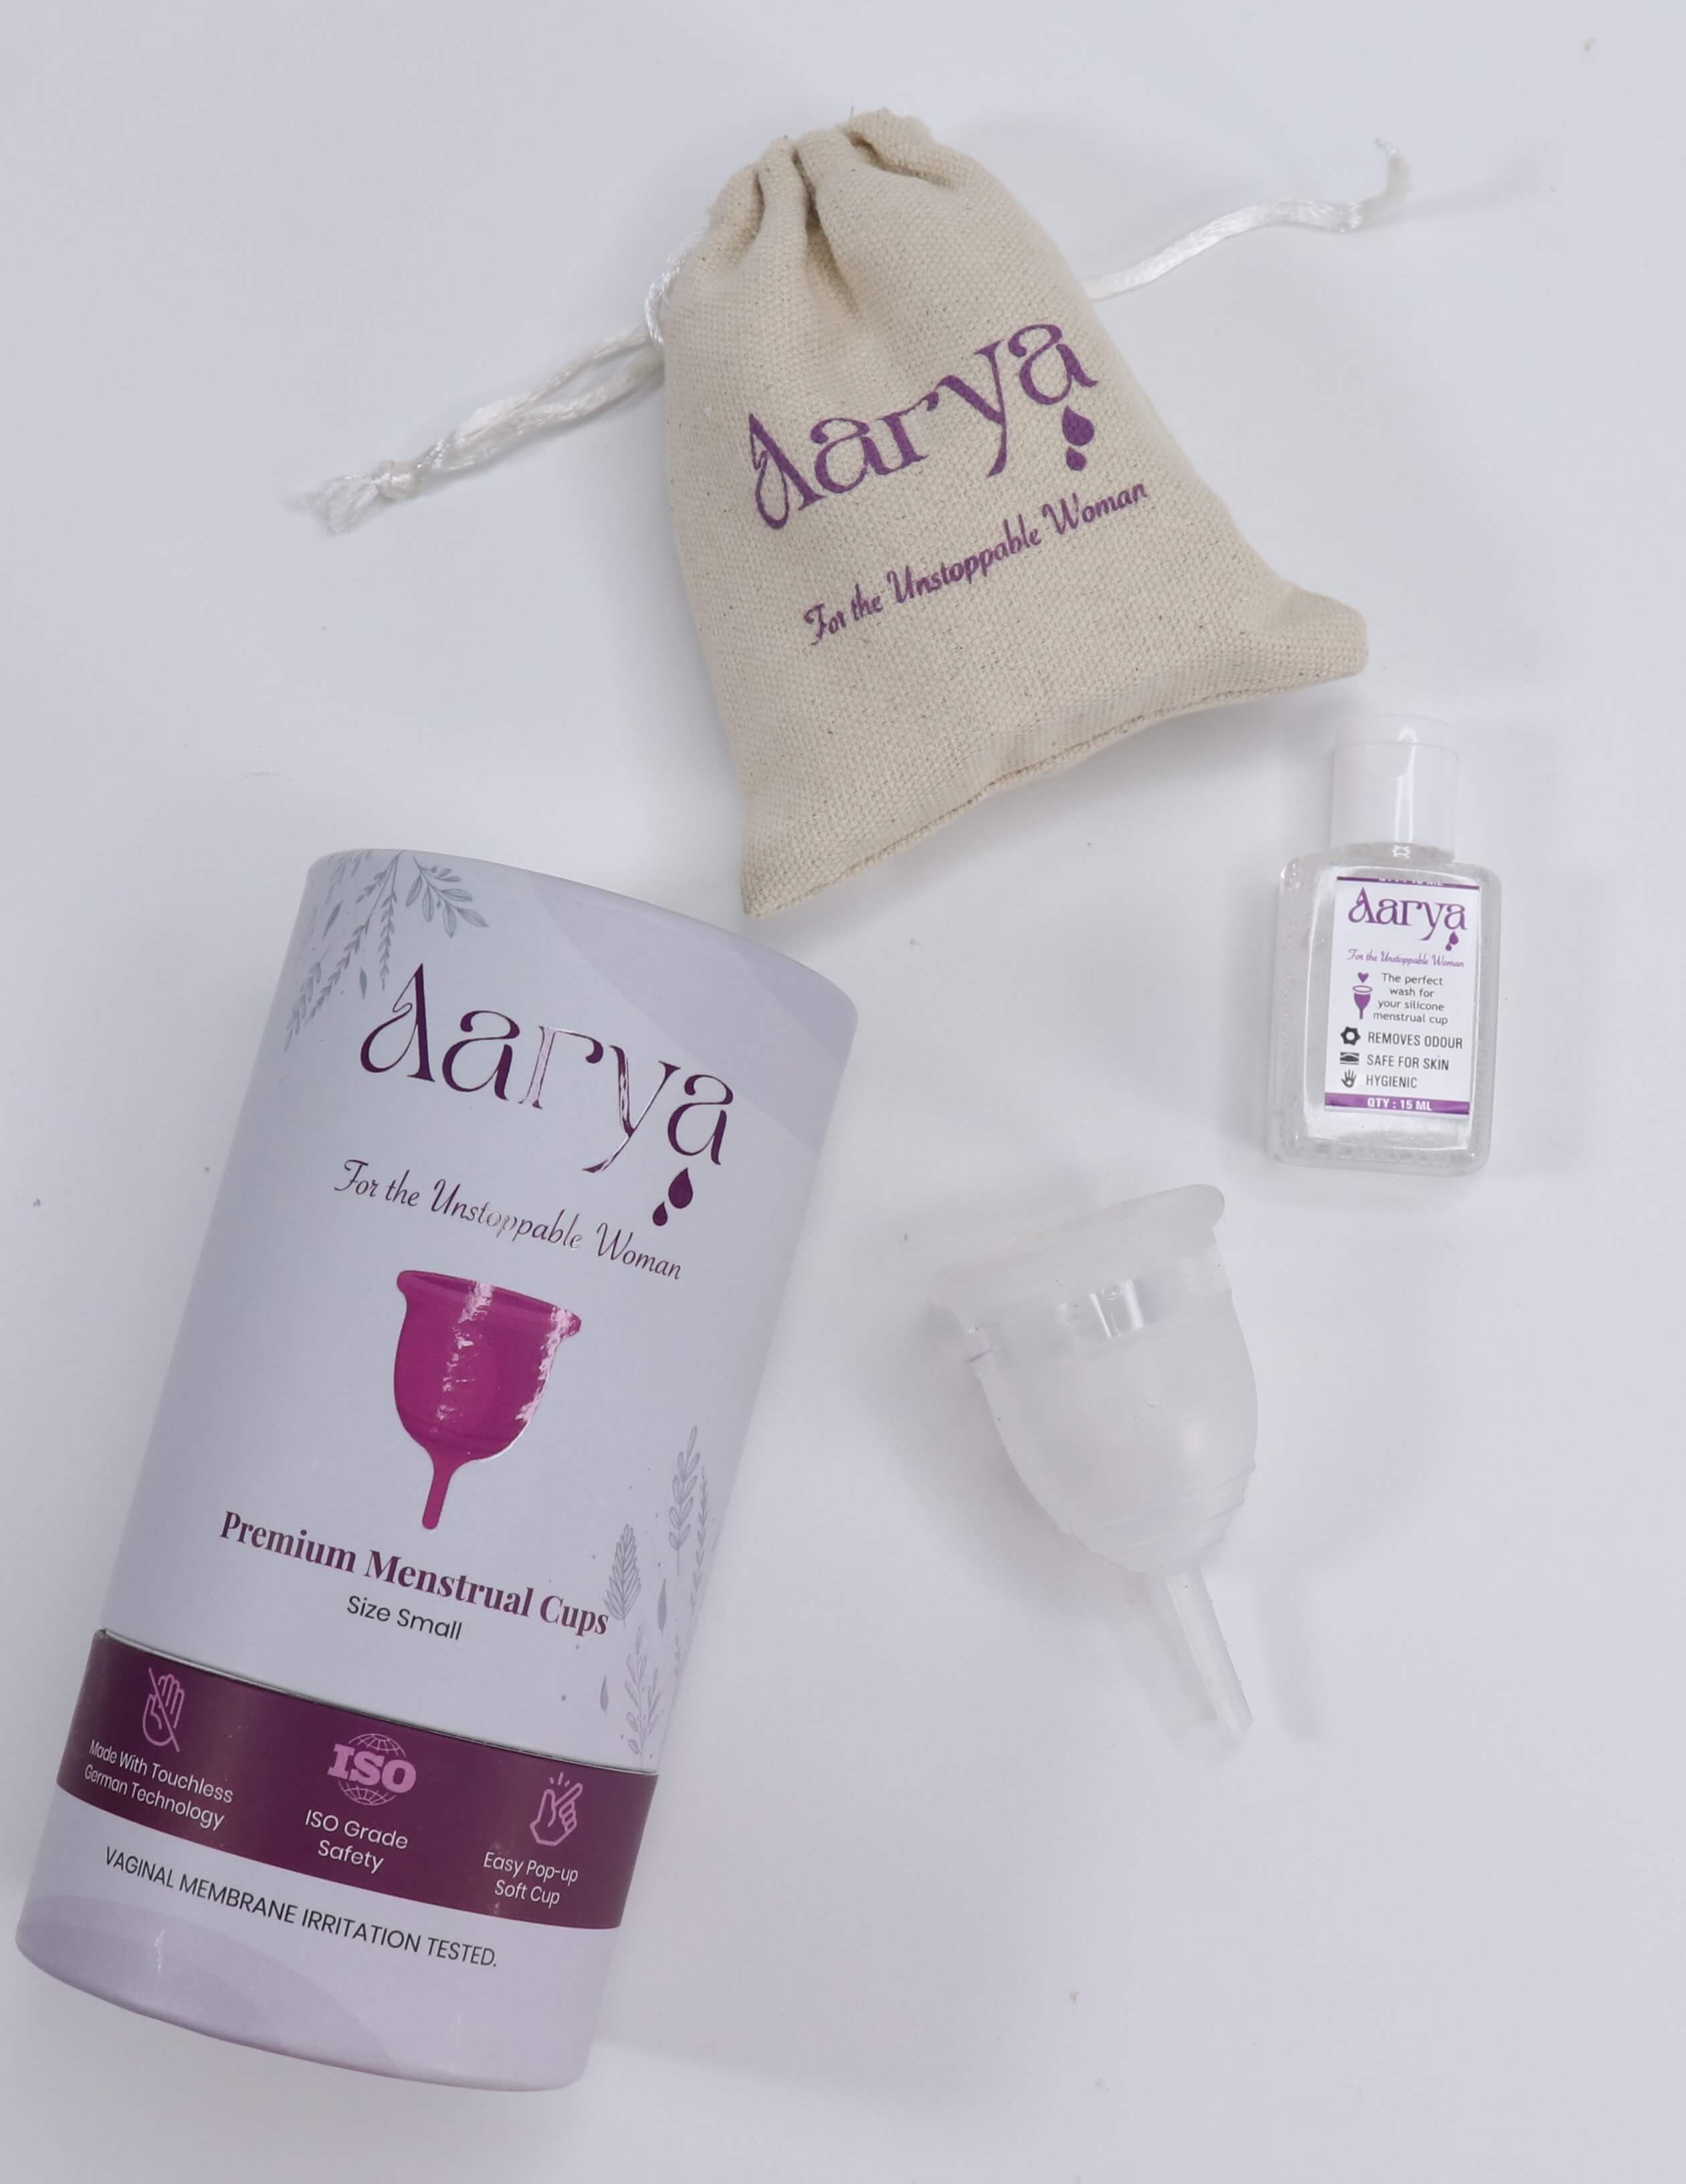 Aarya
For the Unstoppable Woman
Aarya
For the Unstoppable Woman
The perfect
wash for
your silicone
menstrual cup
REMOVES ODOUR
SAFE FOR SKIN
HYGIENIC
QTY : 15 ML
Aarya
For the Unstoppable Woman
Premium Menstrual Cups
Size Small
Made With Touchless
German Technology
ISO
ISO Grade
Safety
Easy Pop-up
Soft Cup
VAGINAL MEMBRANE IRRITATION TESTED.